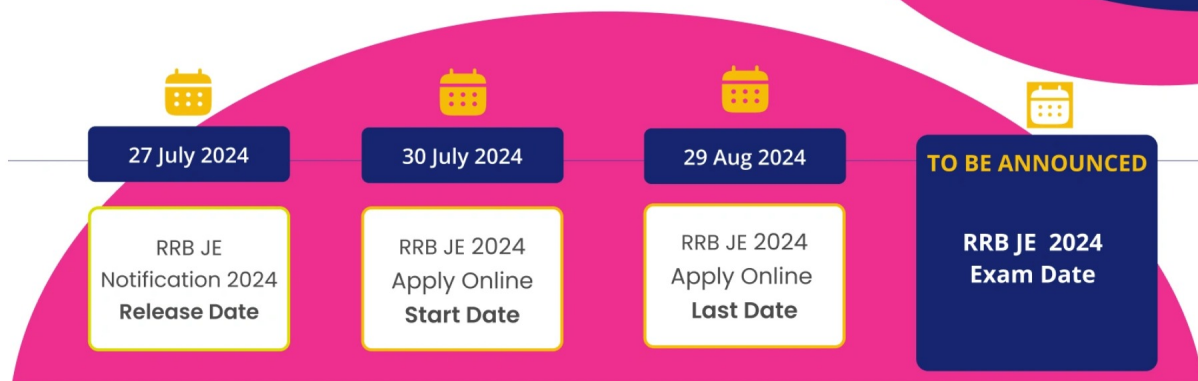 27 July 2024
RRB JE
Notification 2024
Release Date
30 July 2024
RRB JE 2024
Apply Online
Start Date
29 Aug 2024
RRB JE 2024
Apply Online
Last Date
TO BE ANNOUNCED
RRB JE 2024
Exam Date